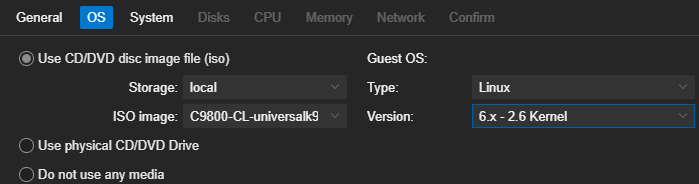 General OS System Disks CPU Memory Network Confirm
Use CD/DVD disc image file (iso) Guest OS:
Storage: local Type: Linux
ISO image: C9800-CL-universalk9 Version: 6.x - 2.6 Kernel
Use physical CD/DVD Drive
Do not use any media